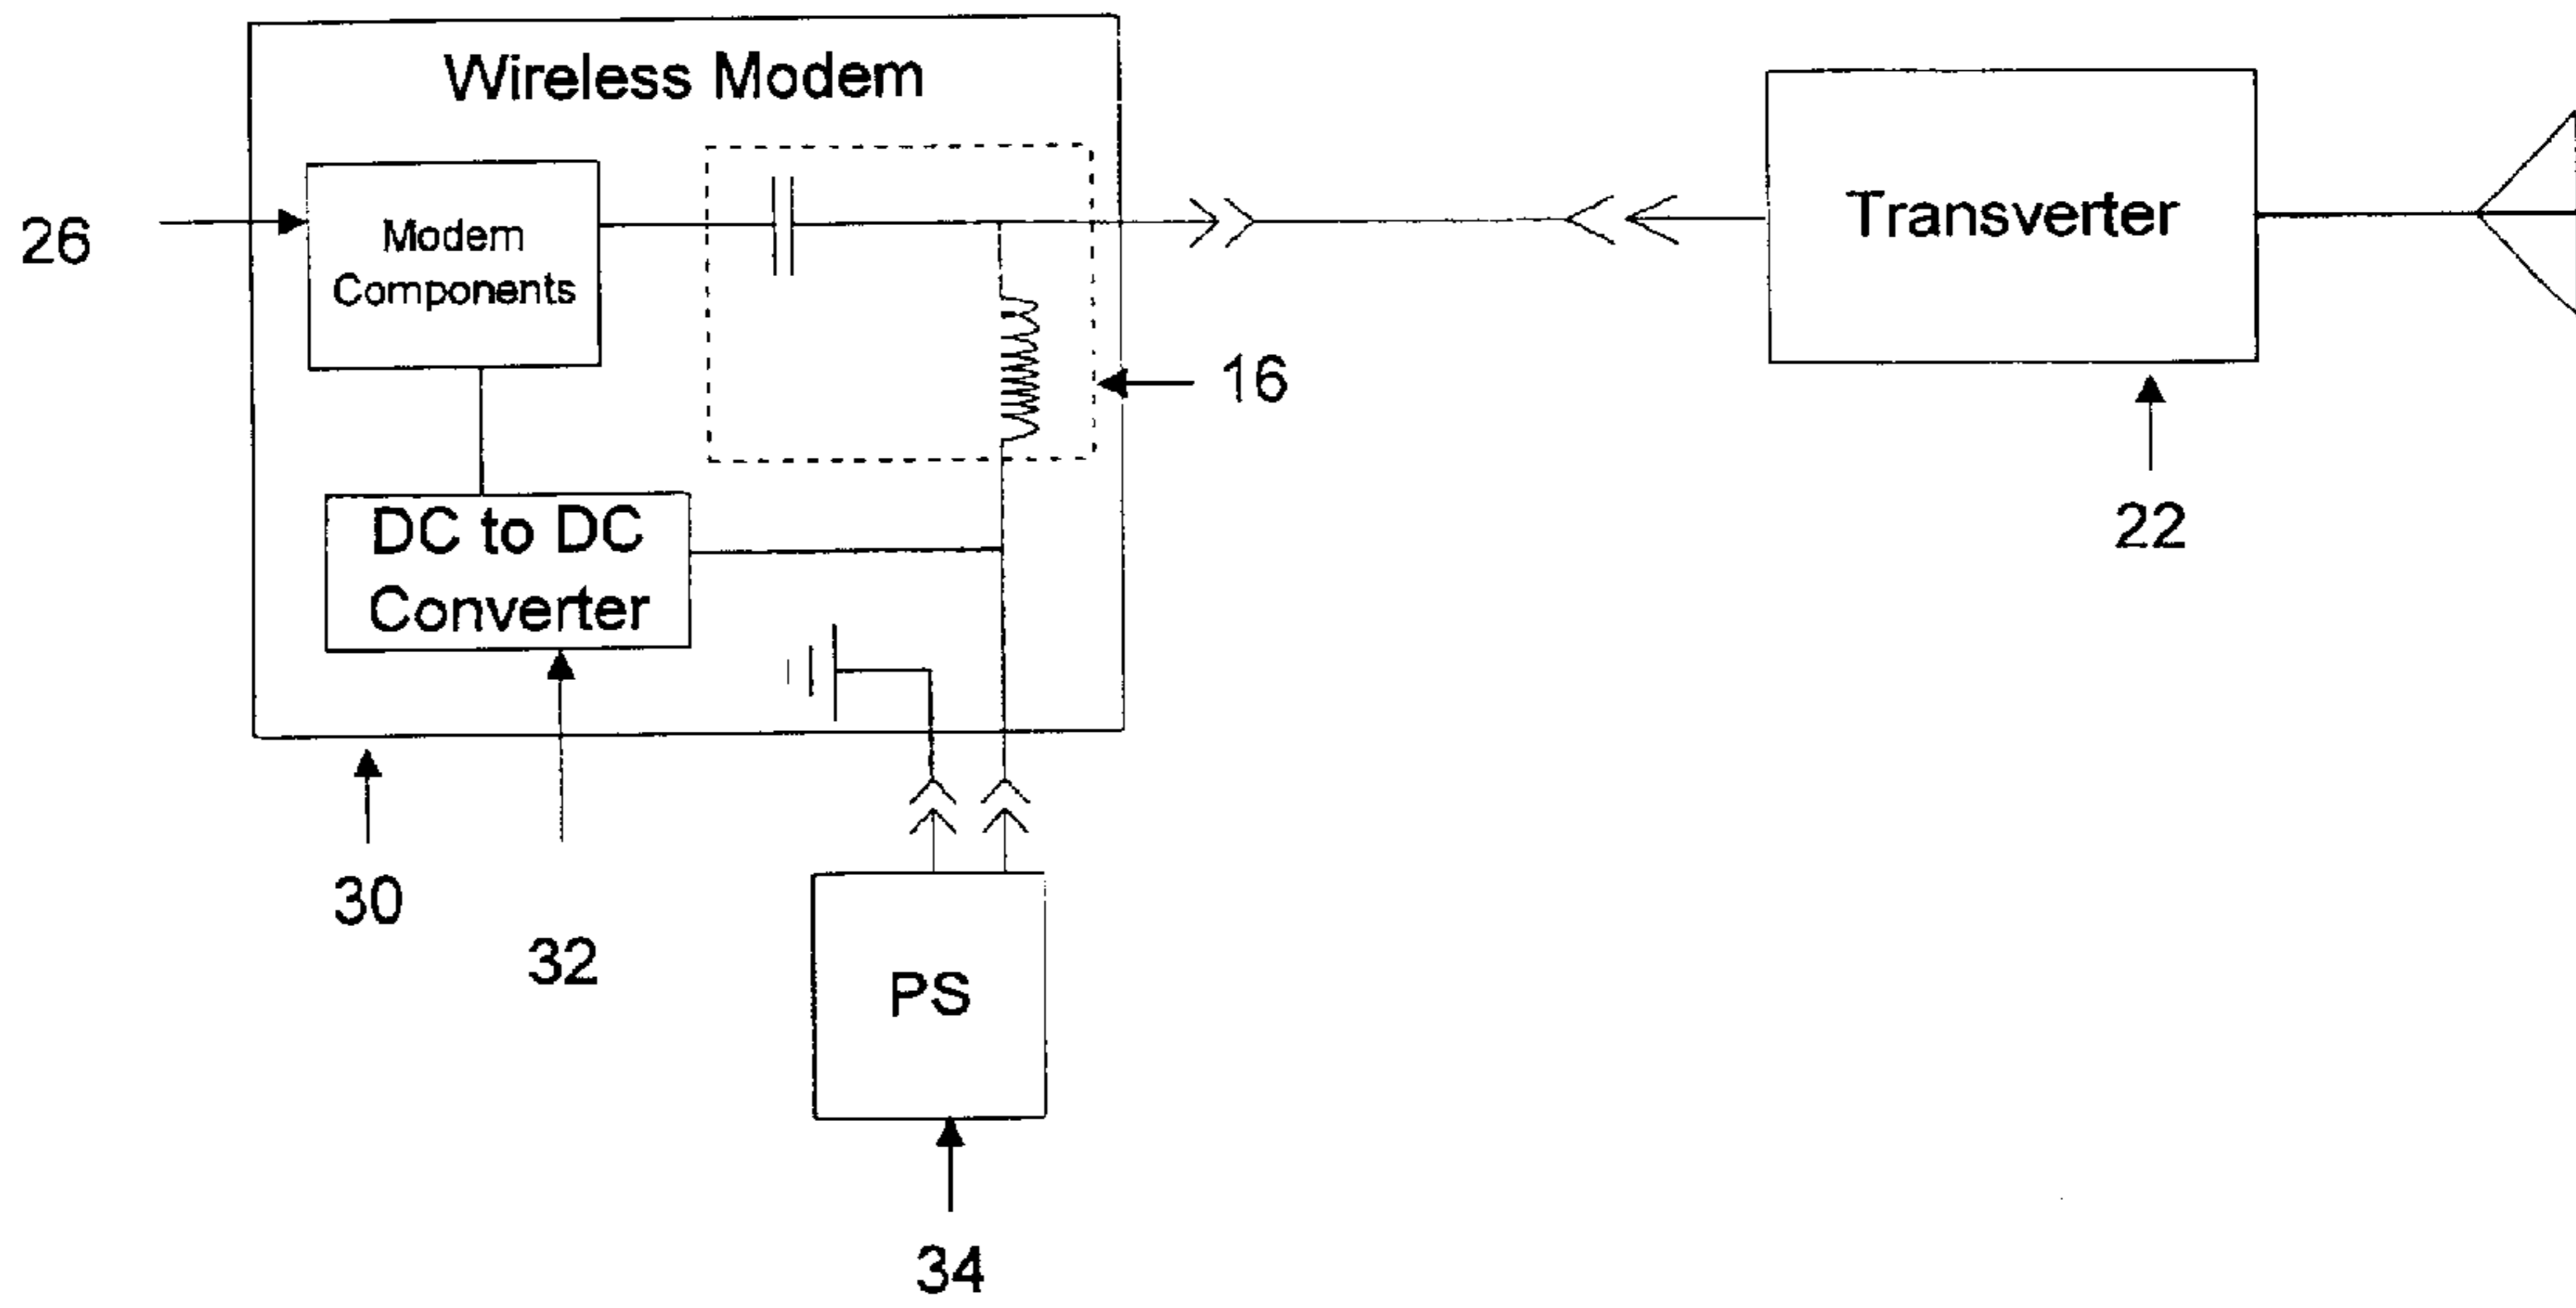 Wireless Modem
26
Modem
Components
Transverter
16
22
DC to DC
Converter
30
32
PS
34